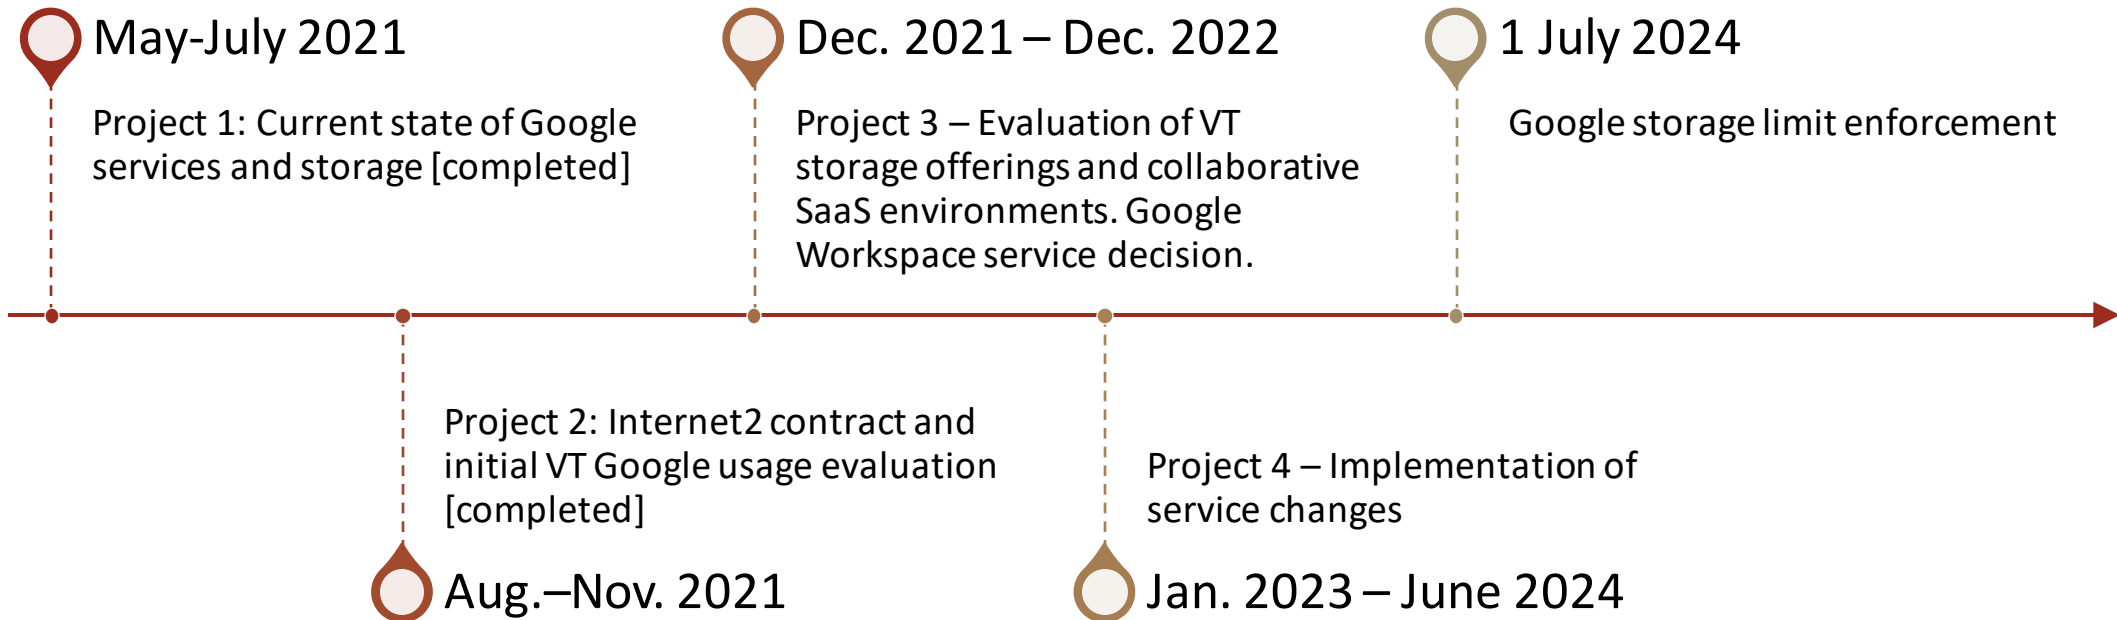 May-July 2021
Project 1: Current state of Google
services and storage [completed]
Aug.–Nov. 2021
Project 2: Internet2 contract and
initial VT Google usage evaluation
[completed]
Dec. 2021 – Dec. 2022
Project 3 – Evaluation of VT
storage offerings and collaborative
SaaS environments. Google
Workspace service decision.
Jan. 2023 – June 2024
Project 4 – Implementation of
service changes
1 July 2024
Google storage limit enforcement